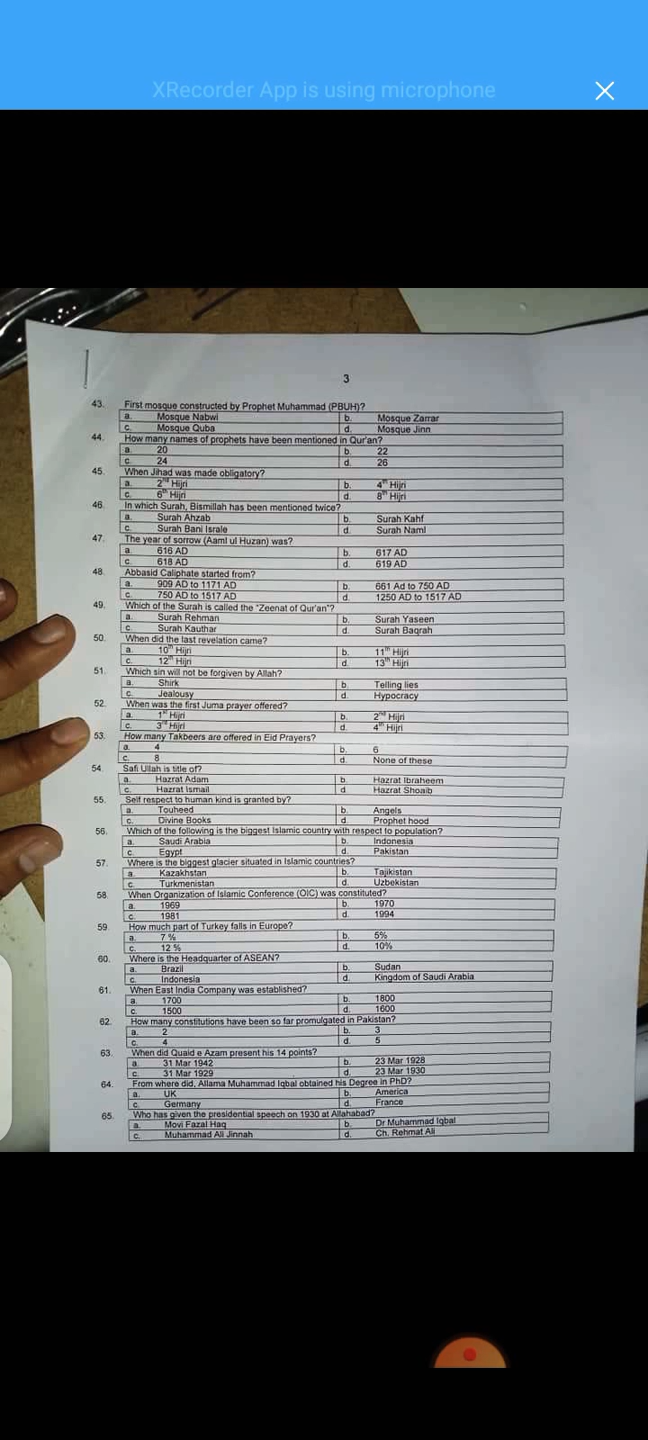 XRecorder App is using microphone
3
43. First mosque constructed by Prophet Muhammad (PBUH)?
a. Mosque Nabwi b. Mosque Zarrar
c. Mosque Quba d. Mosque Jinn
44. How many names of prophets have been mentioned in Qur'an?
a. 20 b. 22
c. 24 d. 26
45. When Jihad was made obligatory?
a. 2nd Hijri b. 4th Hijri
c. 6th Hijri d. 8th Hijri
46. In which Surah, Bismillah has been mentioned twice?
a. Surah Ahzab b. Surah Kahf
c. Surah Bani Israle d. Surah Naml
47. The year of sorrow (Aaml ul Huzan) was?
a. 616 AD b. 617 AD
c. 618 AD d. 619 AD
48. Abbasid Caliphate started from?
a. 909 AD to 1171 AD b. 661 Ad to 750 AD
c. 750 AD to 1517 AD d. 1250 AD to 1517 AD
49. Which of the Surah is called the "Zeenat of Qur'an"?
a. Surah Rehman b. Surah Yaseen
c. Surah Kauthar d. Surah Baqrah
50. When did the last revelation came?
a. 10th Hijri b. 11th Hijri
c. 12th Hijri d. 13th Hijri
51. Which sin will not be forgiven by Allah?
a. Shirk b. Telling lies
c. Jealousy d. Hypocracy
52. When was the first Juma prayer offered?
a. 1st Hijri b. 2nd Hijri
c. 3rd Hijri d. 4th Hijri
53. How many Takbeers are offered in Eid Prayers?
a. 4 b. 6
c. 8 d. None of these
54. Safi Ullah is title of?
a. Hazrat Adam b. Hazrat Ibraheem
c. Hazrat Ismail d Hazrat Shoaib
55. Self respect to human kind is granted by?
a. Touheed b. Angels
c. Divine Books d. Prophet hood
56. Which of the following is the biggest Islamic country with respect to population?
a. Saudi Arabia b. Indonesia
c. Egypt d. Pakistan
57. Where is the biggest glacier situated in Islamic countries?
a. Kazakhstan b. Tajikistan
c. Turkmenistan d. Uzbekistan
58. When Organization of Islamic Conference (OIC) was constituted?
a. 1969 b. 1970
c. 1981 d. 1994
59. How much part of Turkey falls in Europe?
a. 7 % b. 5%
c. 12 % d. 10%
60. Where is the Headquarter of ASEAN?
a. Brazil b. Sudan
c. Indonesia d. Kingdom of Saudi Arabia
61. When East India Company was established?
a. 1700 b. 1800
c. 1500 d. 1600
62. How many constitutions have been so far promulgated in Pakistan?
a. 2 b. 3
c. 4 d. 5
63. When did Quaid e Azam present his 14 points?
a. 31 Mar 1942 b. 23 Mar 1928
c. 31 Mar 1929 d. 23 Mar 1930
64. From where did, Allama Muhammad Iqbal obtained his Degree in PhD?
a. UK b. America
c. Germany d. France
65. Who has given the presidential speech on 1930 at Allahabad?
a. Movi Fazal Haq b. Dr Muhammad Iqbal
c. Muhammad Ali Jinnah d. Ch. Rehmat Ali